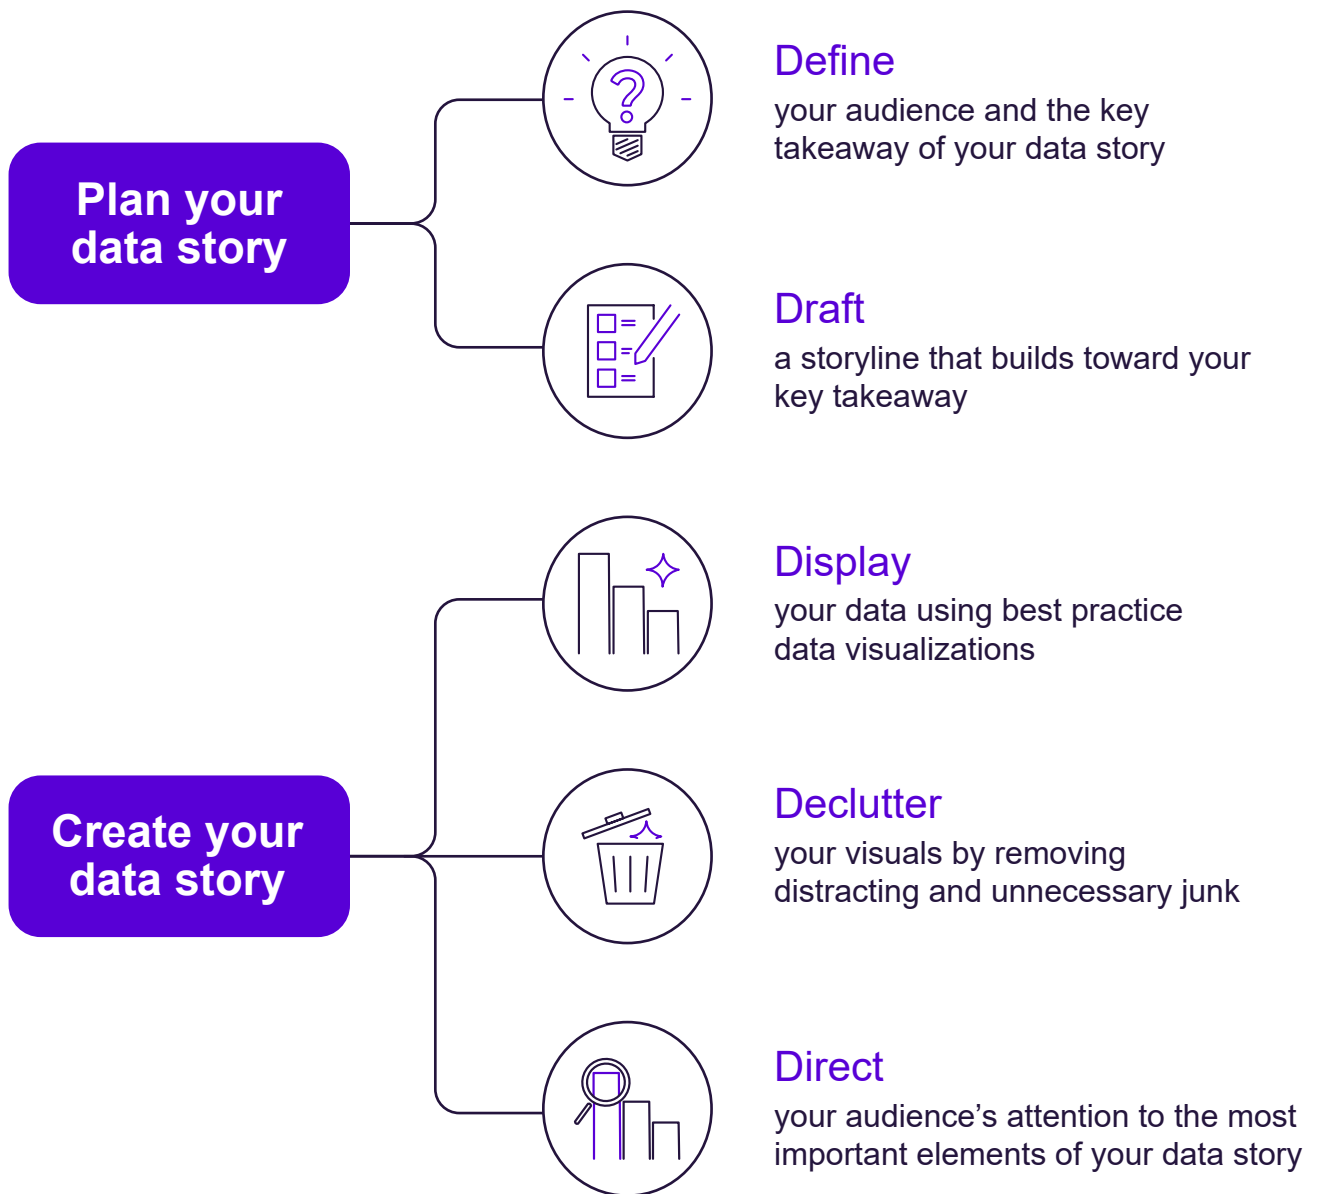 Plan your
data story
Define
your audience and the key
takeaway of your data story
Draft
a storyline that builds toward your
key takeaway
Create your
data story
Display
your data using best practice
data visualizations
Declutter
your visuals by removing
distracting and unnecessary junk
Direct
your audience’s attention to the most
important elements of your data story